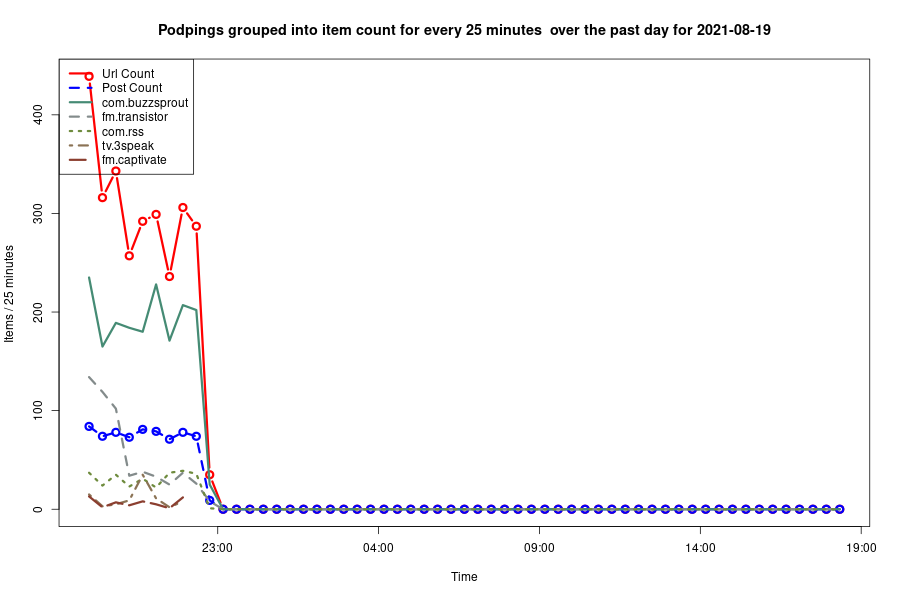 Podpings grouped into item count for every 25 minutes  over the past day for 2021-08-19
Url Count
Post Count
com.buzzsprout
fm.transistor
com.rss
tv.3speak
fm.captivate
Items / 25 minutes
400
300
200
100
0
23:00
04:00
09:00
14:00
19:00
Time